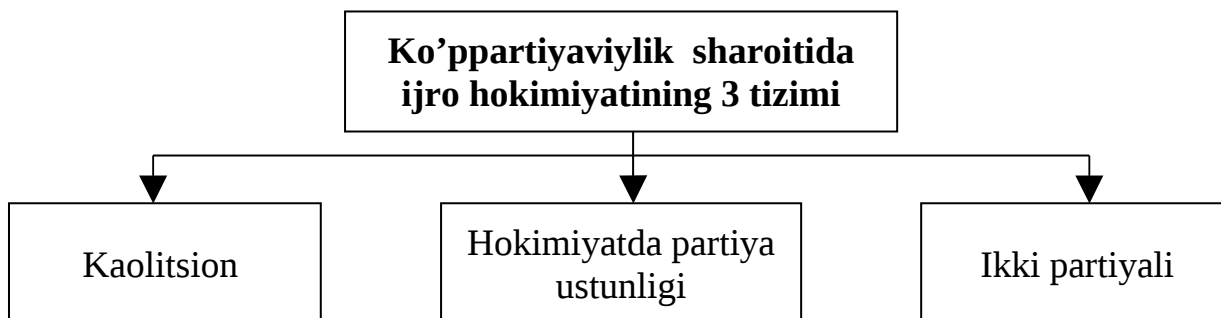 Ko’ppartiyaviylik sharoitida
ijro hokimiyatining 3 tizimi
Kaolitsion
Hokimiyatda partiya
ustunligi
Ikki partiyali